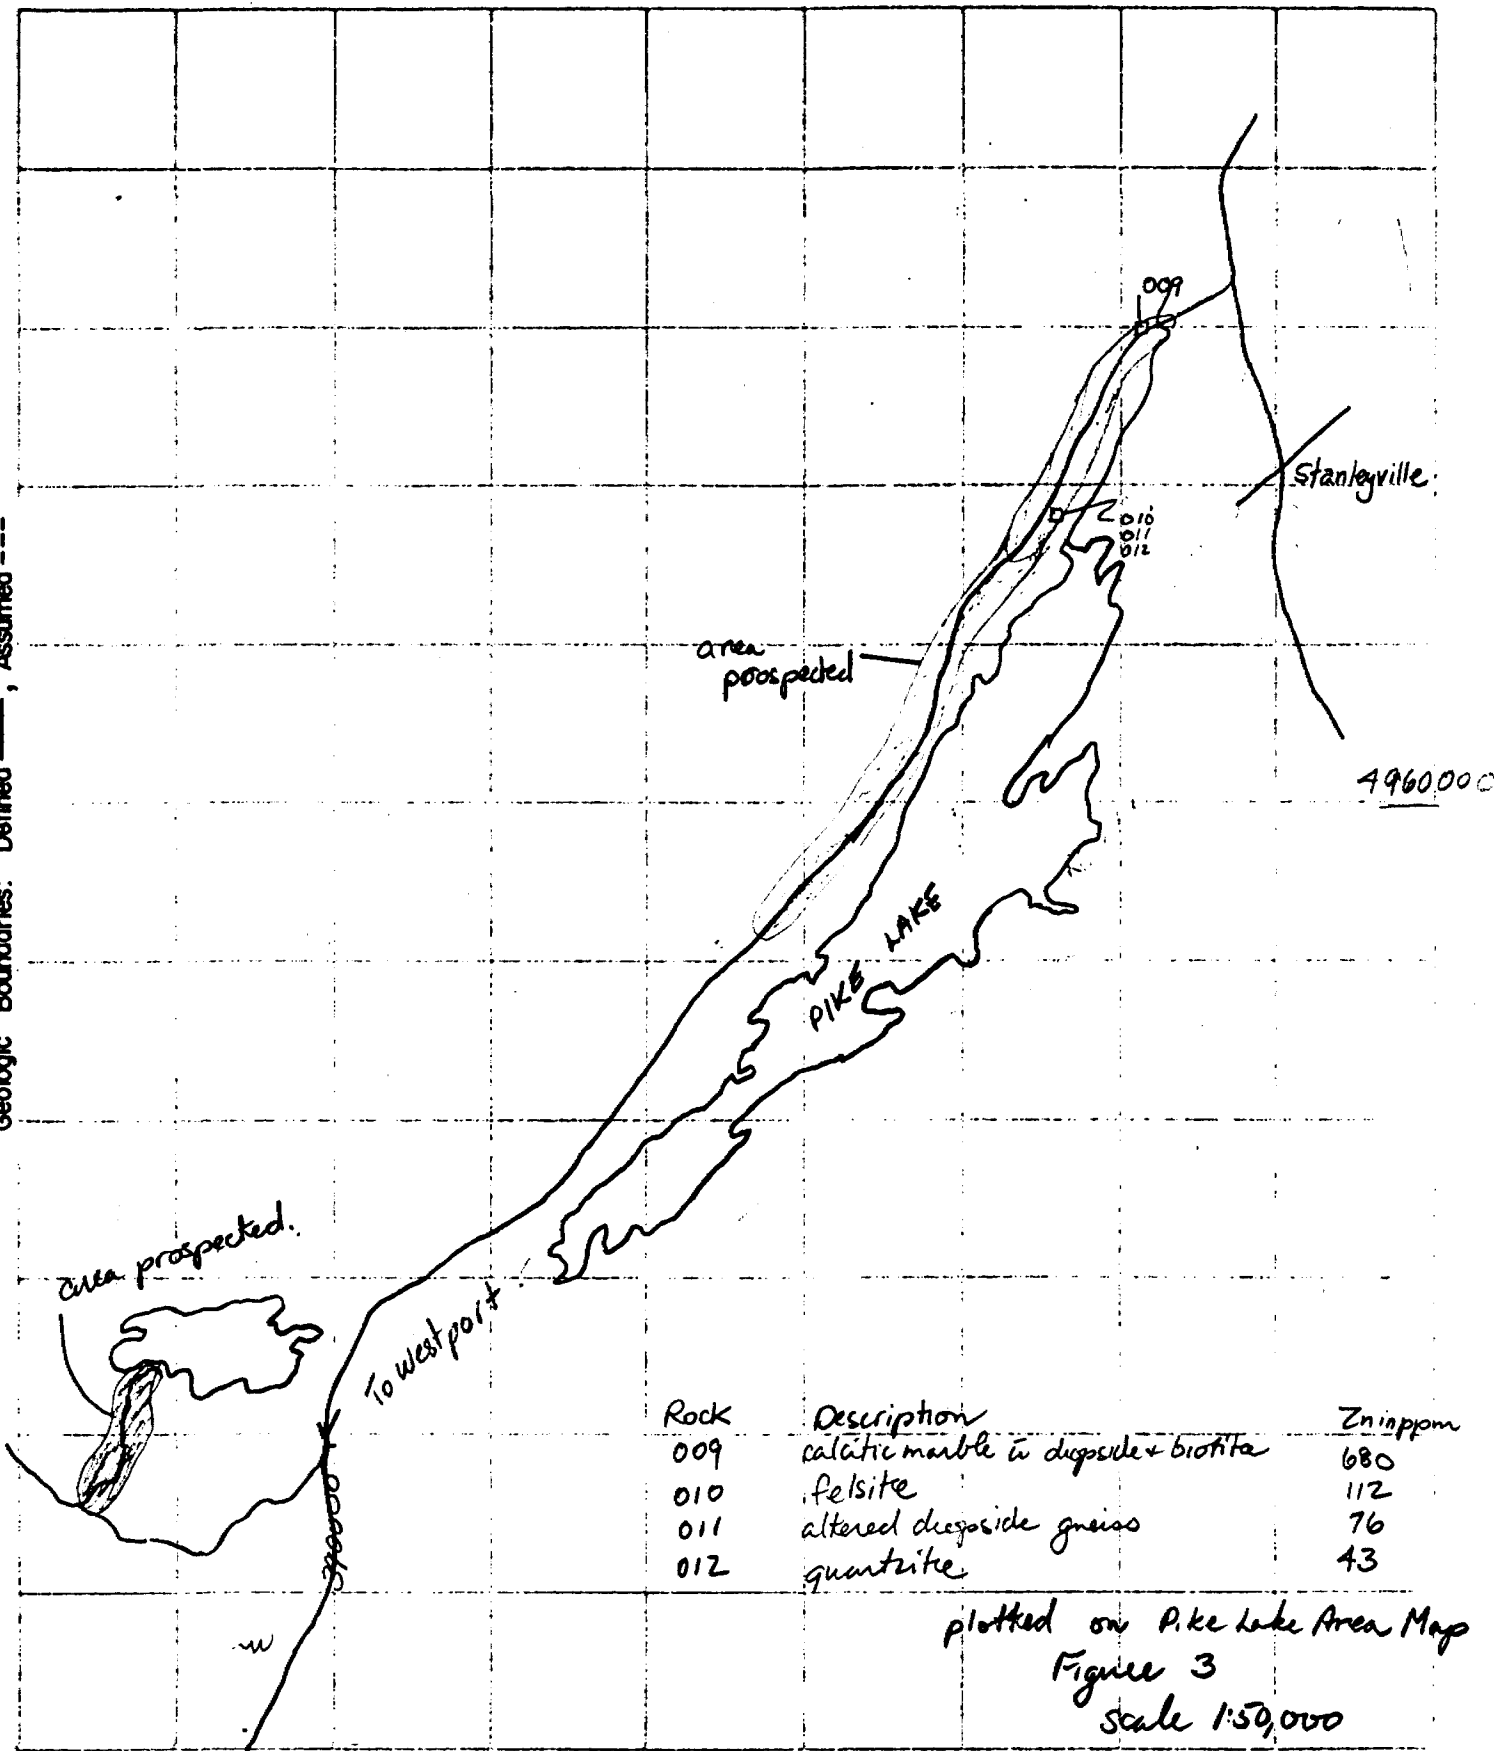 Geologic Boundaries: Defined ——, Assumed ---
009
010
011
012
Stanleyville
area
prospected
4960000
PIKE LAKE
area prospected.
To Westport
Rock Description Zn in ppm
009 calcitic marble w diopside + biotite 680
010 felsite 112
011 altered diopside gneiss 76
012 quartzite 43
plotted on Pike Lake Area Map
Figure 3
scale 1:50,000